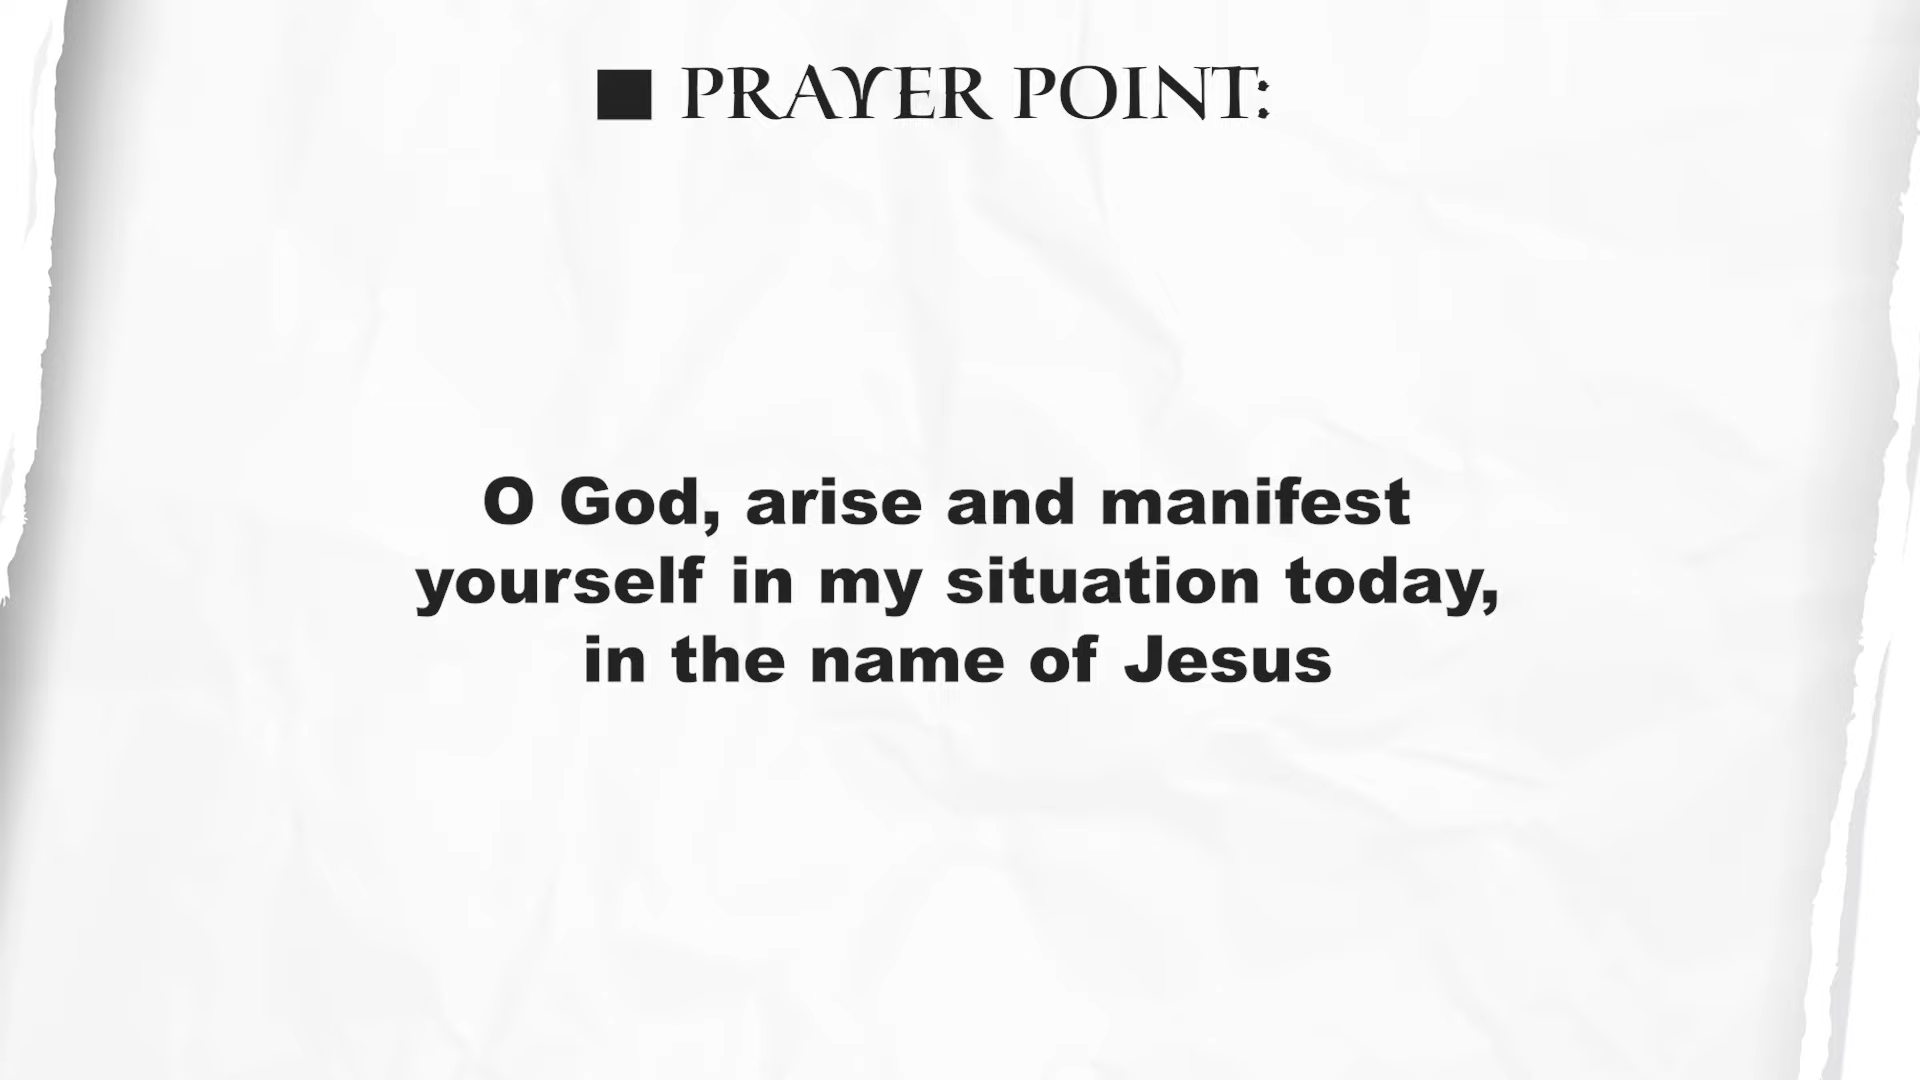 ■ PRAYER POINT:
O God, arise and manifest
yourself in my situation today,
in the name of Jesus